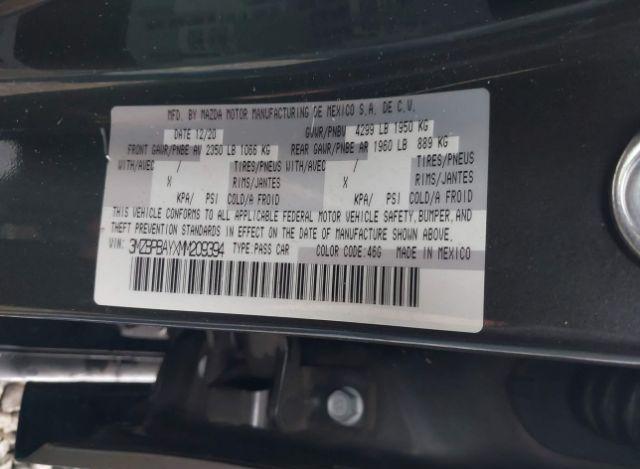 MFD. BY MAZDA MOTOR MANUFACTURING DE MEXICO S.A. DE C.V.
DATE 12/20 GVWR/PNBV 4299 LB 1950 KG
FRONT GAWR/PNBE AV 2350 LB 1066 KG REAR GAWR/PNBE AR 1960 LB 889 KG
WITH/AVEC / TIRES/PNEUS WITH/AVEC / TIRES/PNEUS
X RIMS/JANTES X RIMS/JANTES
KPA/ PSI COLD/A FROID KPA/ PSI COLD/A FROID
THIS VEHICLE CONFORMS TO ALL APPLICABLE FEDERAL MOTOR VEHICLE SAFETY, BUMPER, AND
THEFT PREVENTION STANDARDS IN EFFECT ON THE DATE OF MANUFACTURE SHOWN ABOVE.
VIN: 3MZBPBAYXMM209394 TYPE:PASS CAR COLOR CODE:46G MADE IN MEXICO